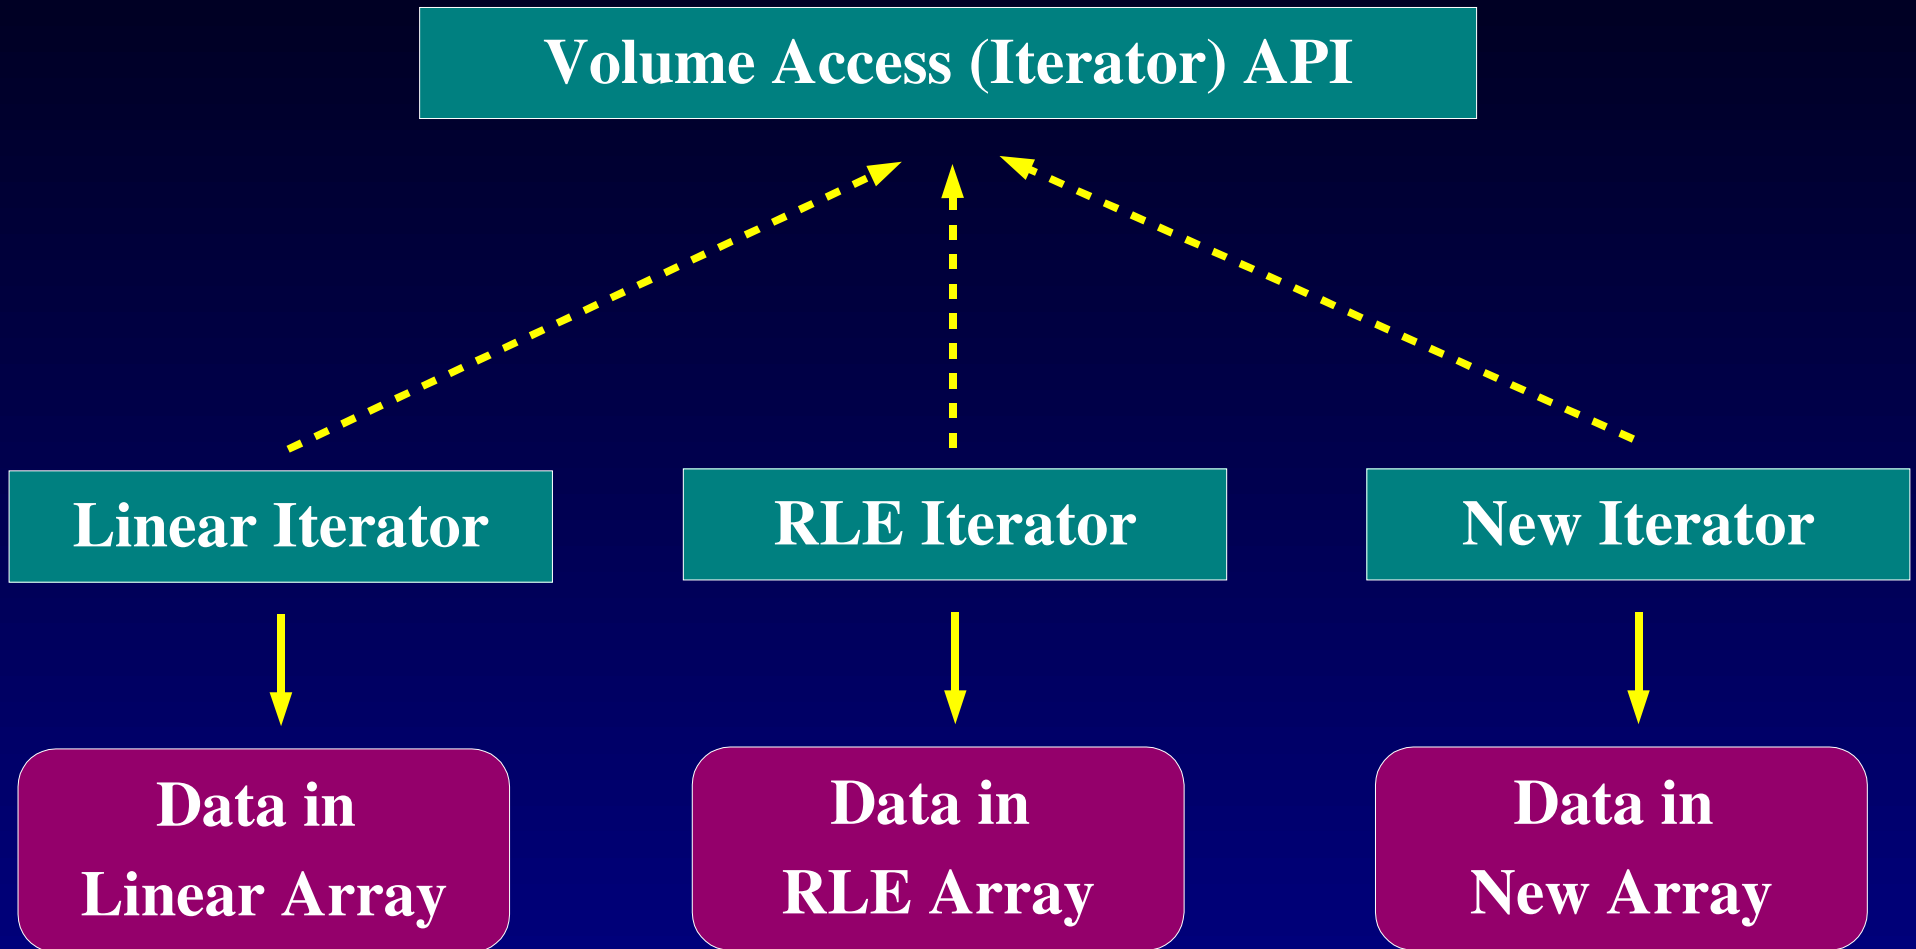 Volume Access (Iterator) API
Linear Iterator
RLE Iterator
New Iterator
Data in
Linear Array
Data in
RLE Array
Data in
New Array